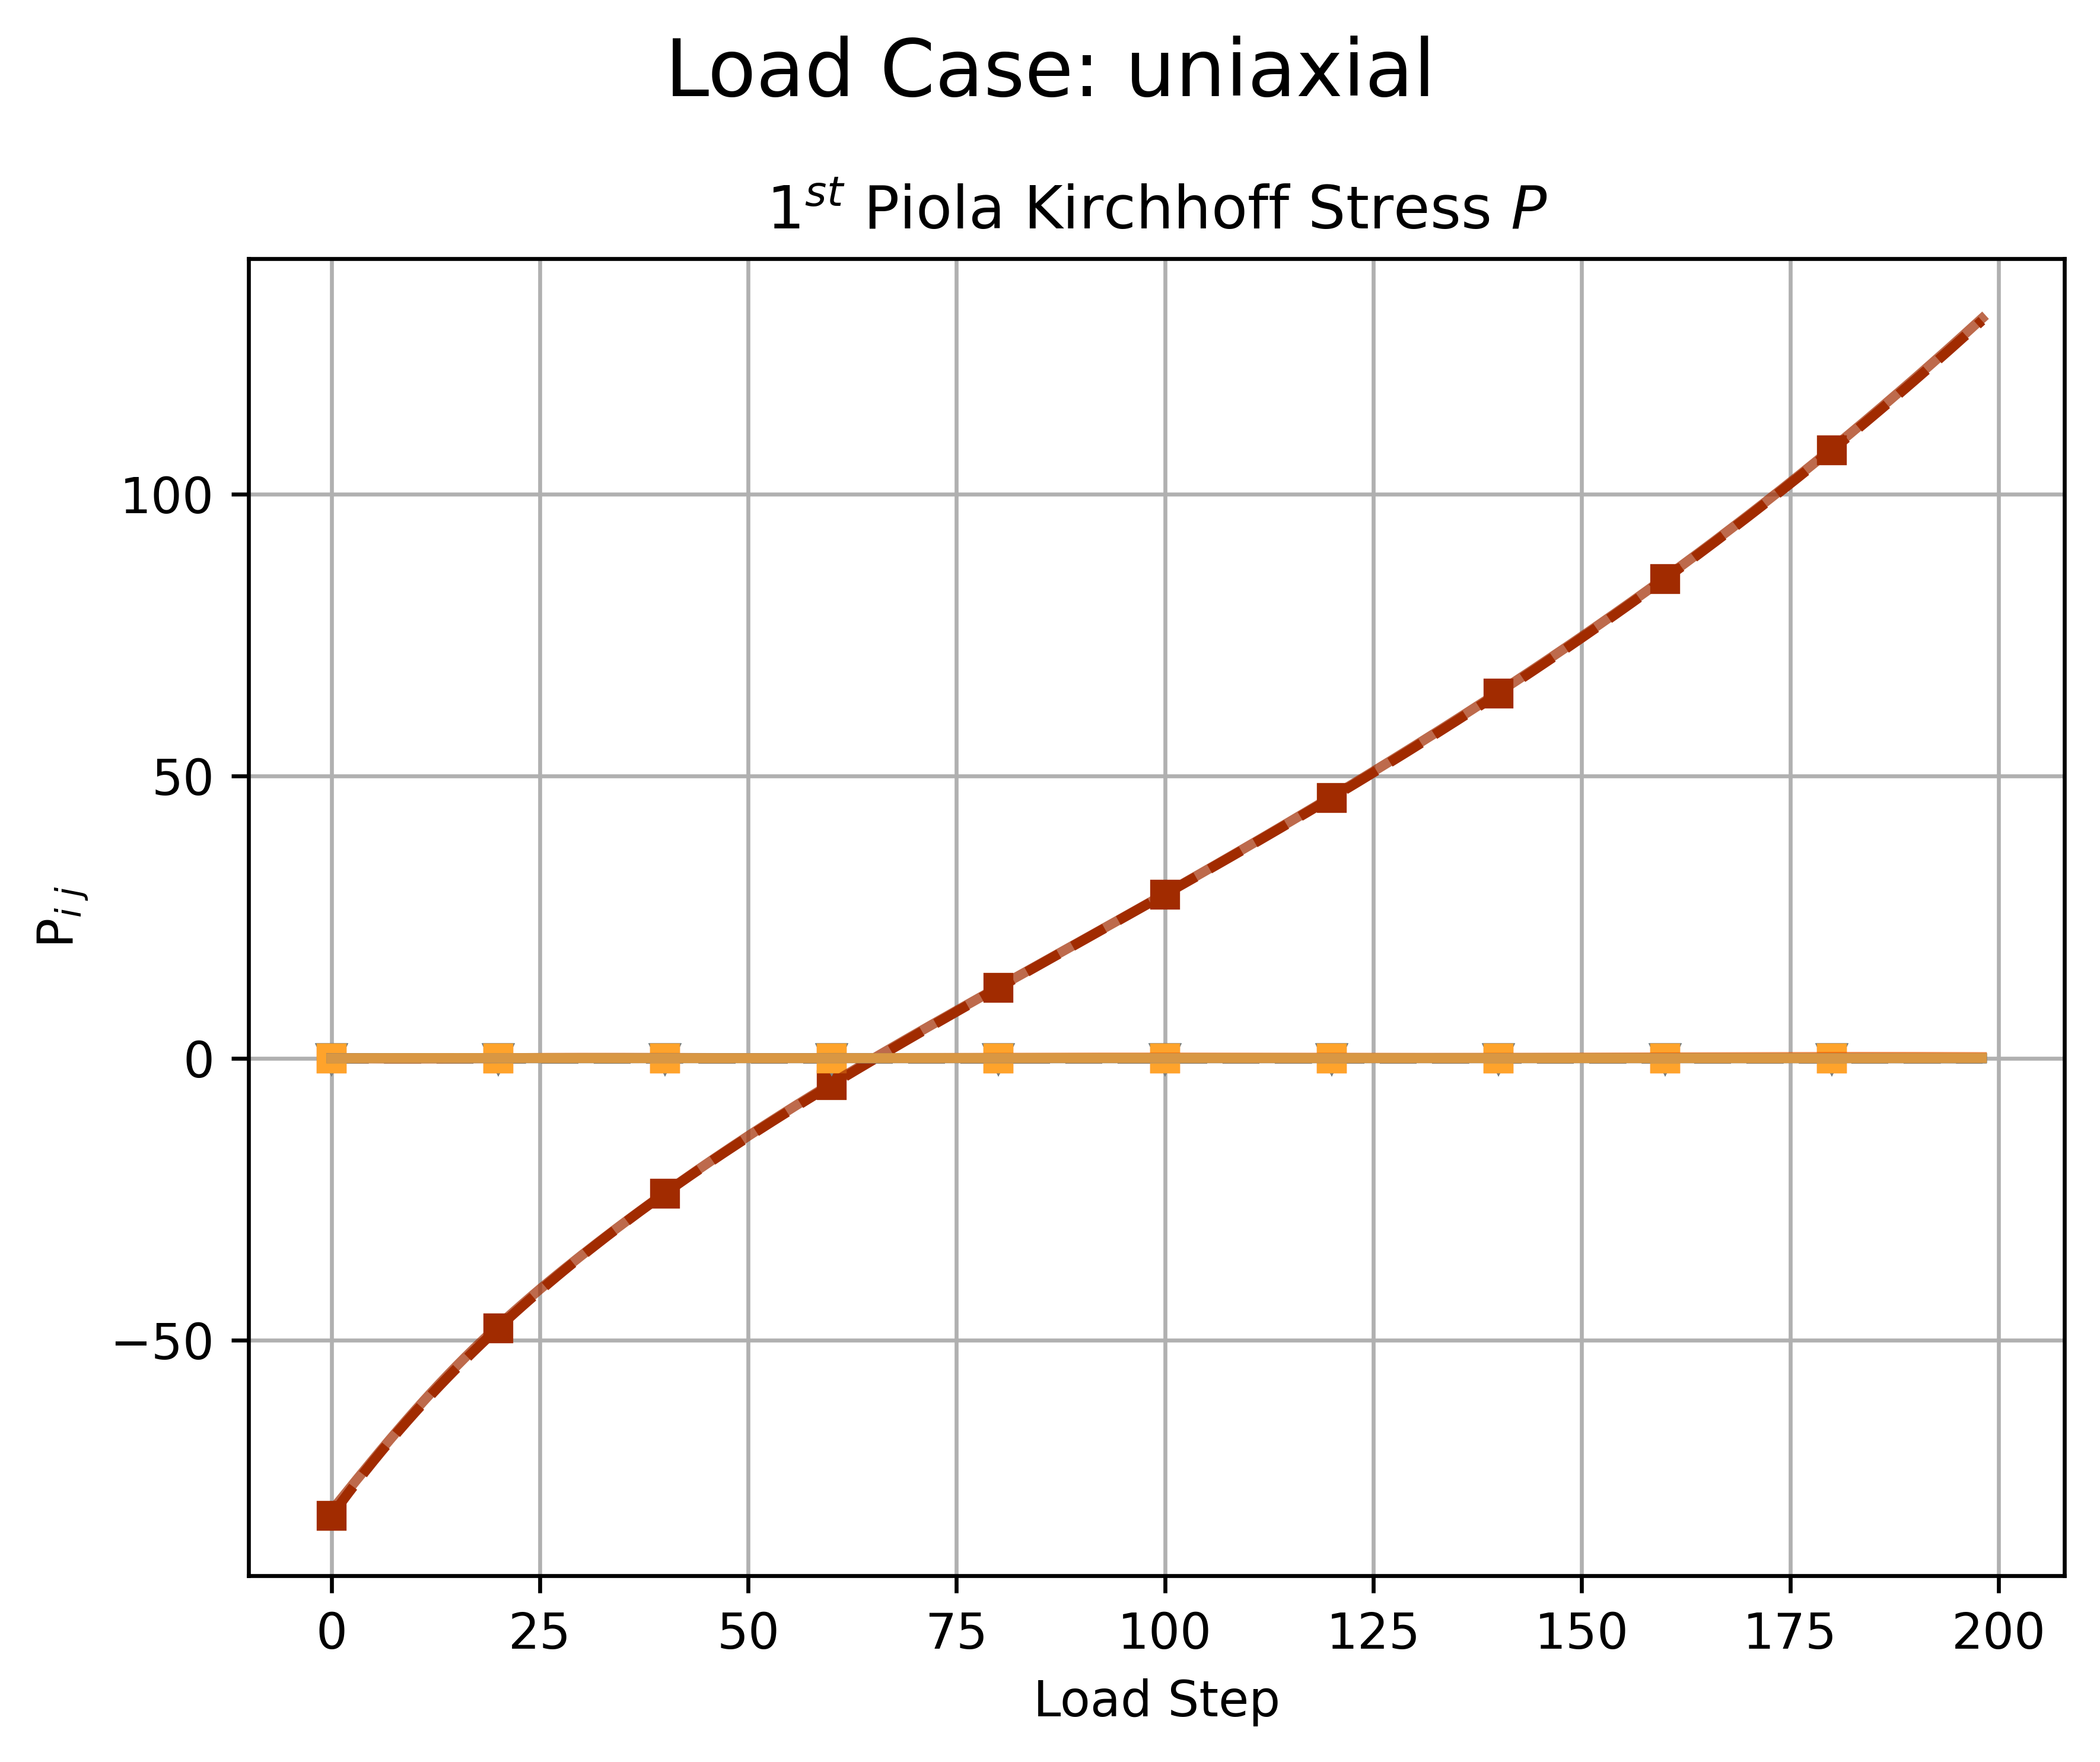 Load Case: uniaxial
1st Piola Kirchhoff Stress P
100
50
0
−50
Pi J
0 25 50 75 100 125 150 175 200
Load Step